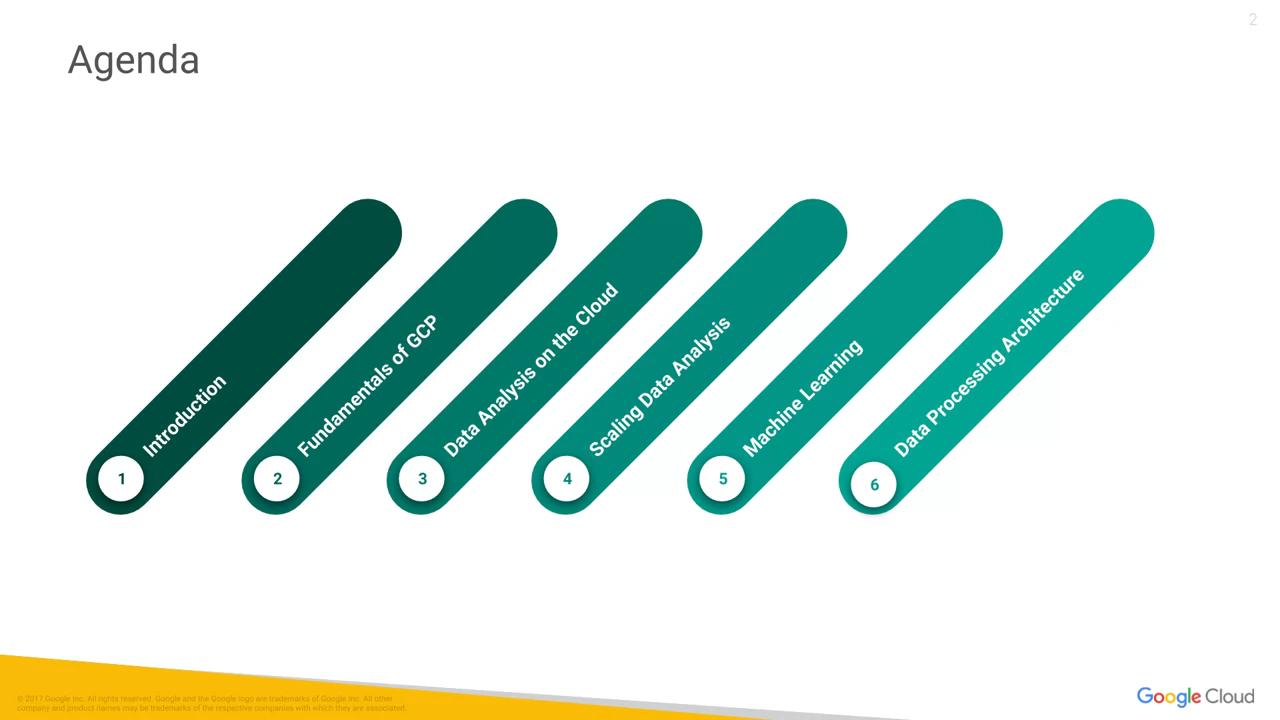 2
Agenda
Introduction
Fundamentals of GCP
Data Analysis on the Cloud
Scaling Data Analysis
Machine Learning
Data Processing Architecture
1
2
3
4
5
6
© 2017 Google Inc. All rights reserved. Google and the Google logo are trademarks of Google Inc. All other
company and product names may be trademarks of the respective companies with which they are associated.
Google Cloud